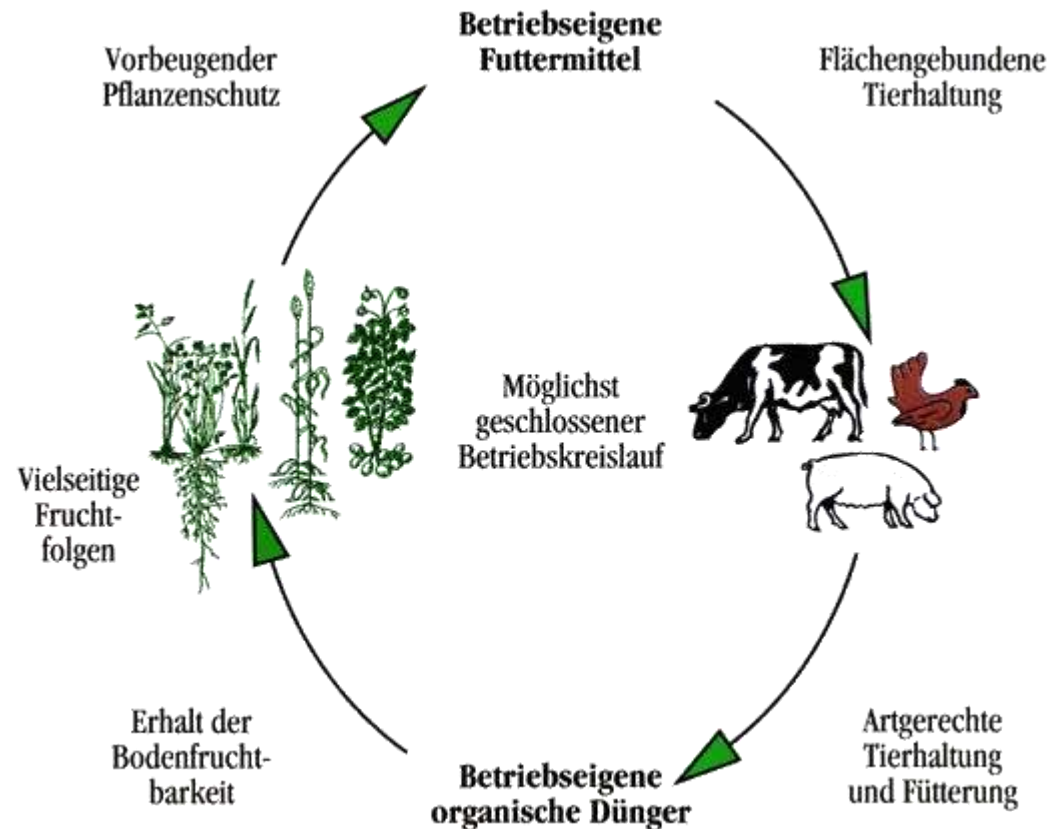 Betriebseigene
Futtermittel
Vorbeugender
Pflanzenschutz
Flächengebundene
Tierhaltung
Möglichst
geschlossener
Betriebskreislauf
Vielseitige
Frucht-
folgen
Erhalt der
Bodenfrucht-
barkeit
Betriebseigene
organische Dünger
Artgerechte
Tierhaltung
und Fütterung